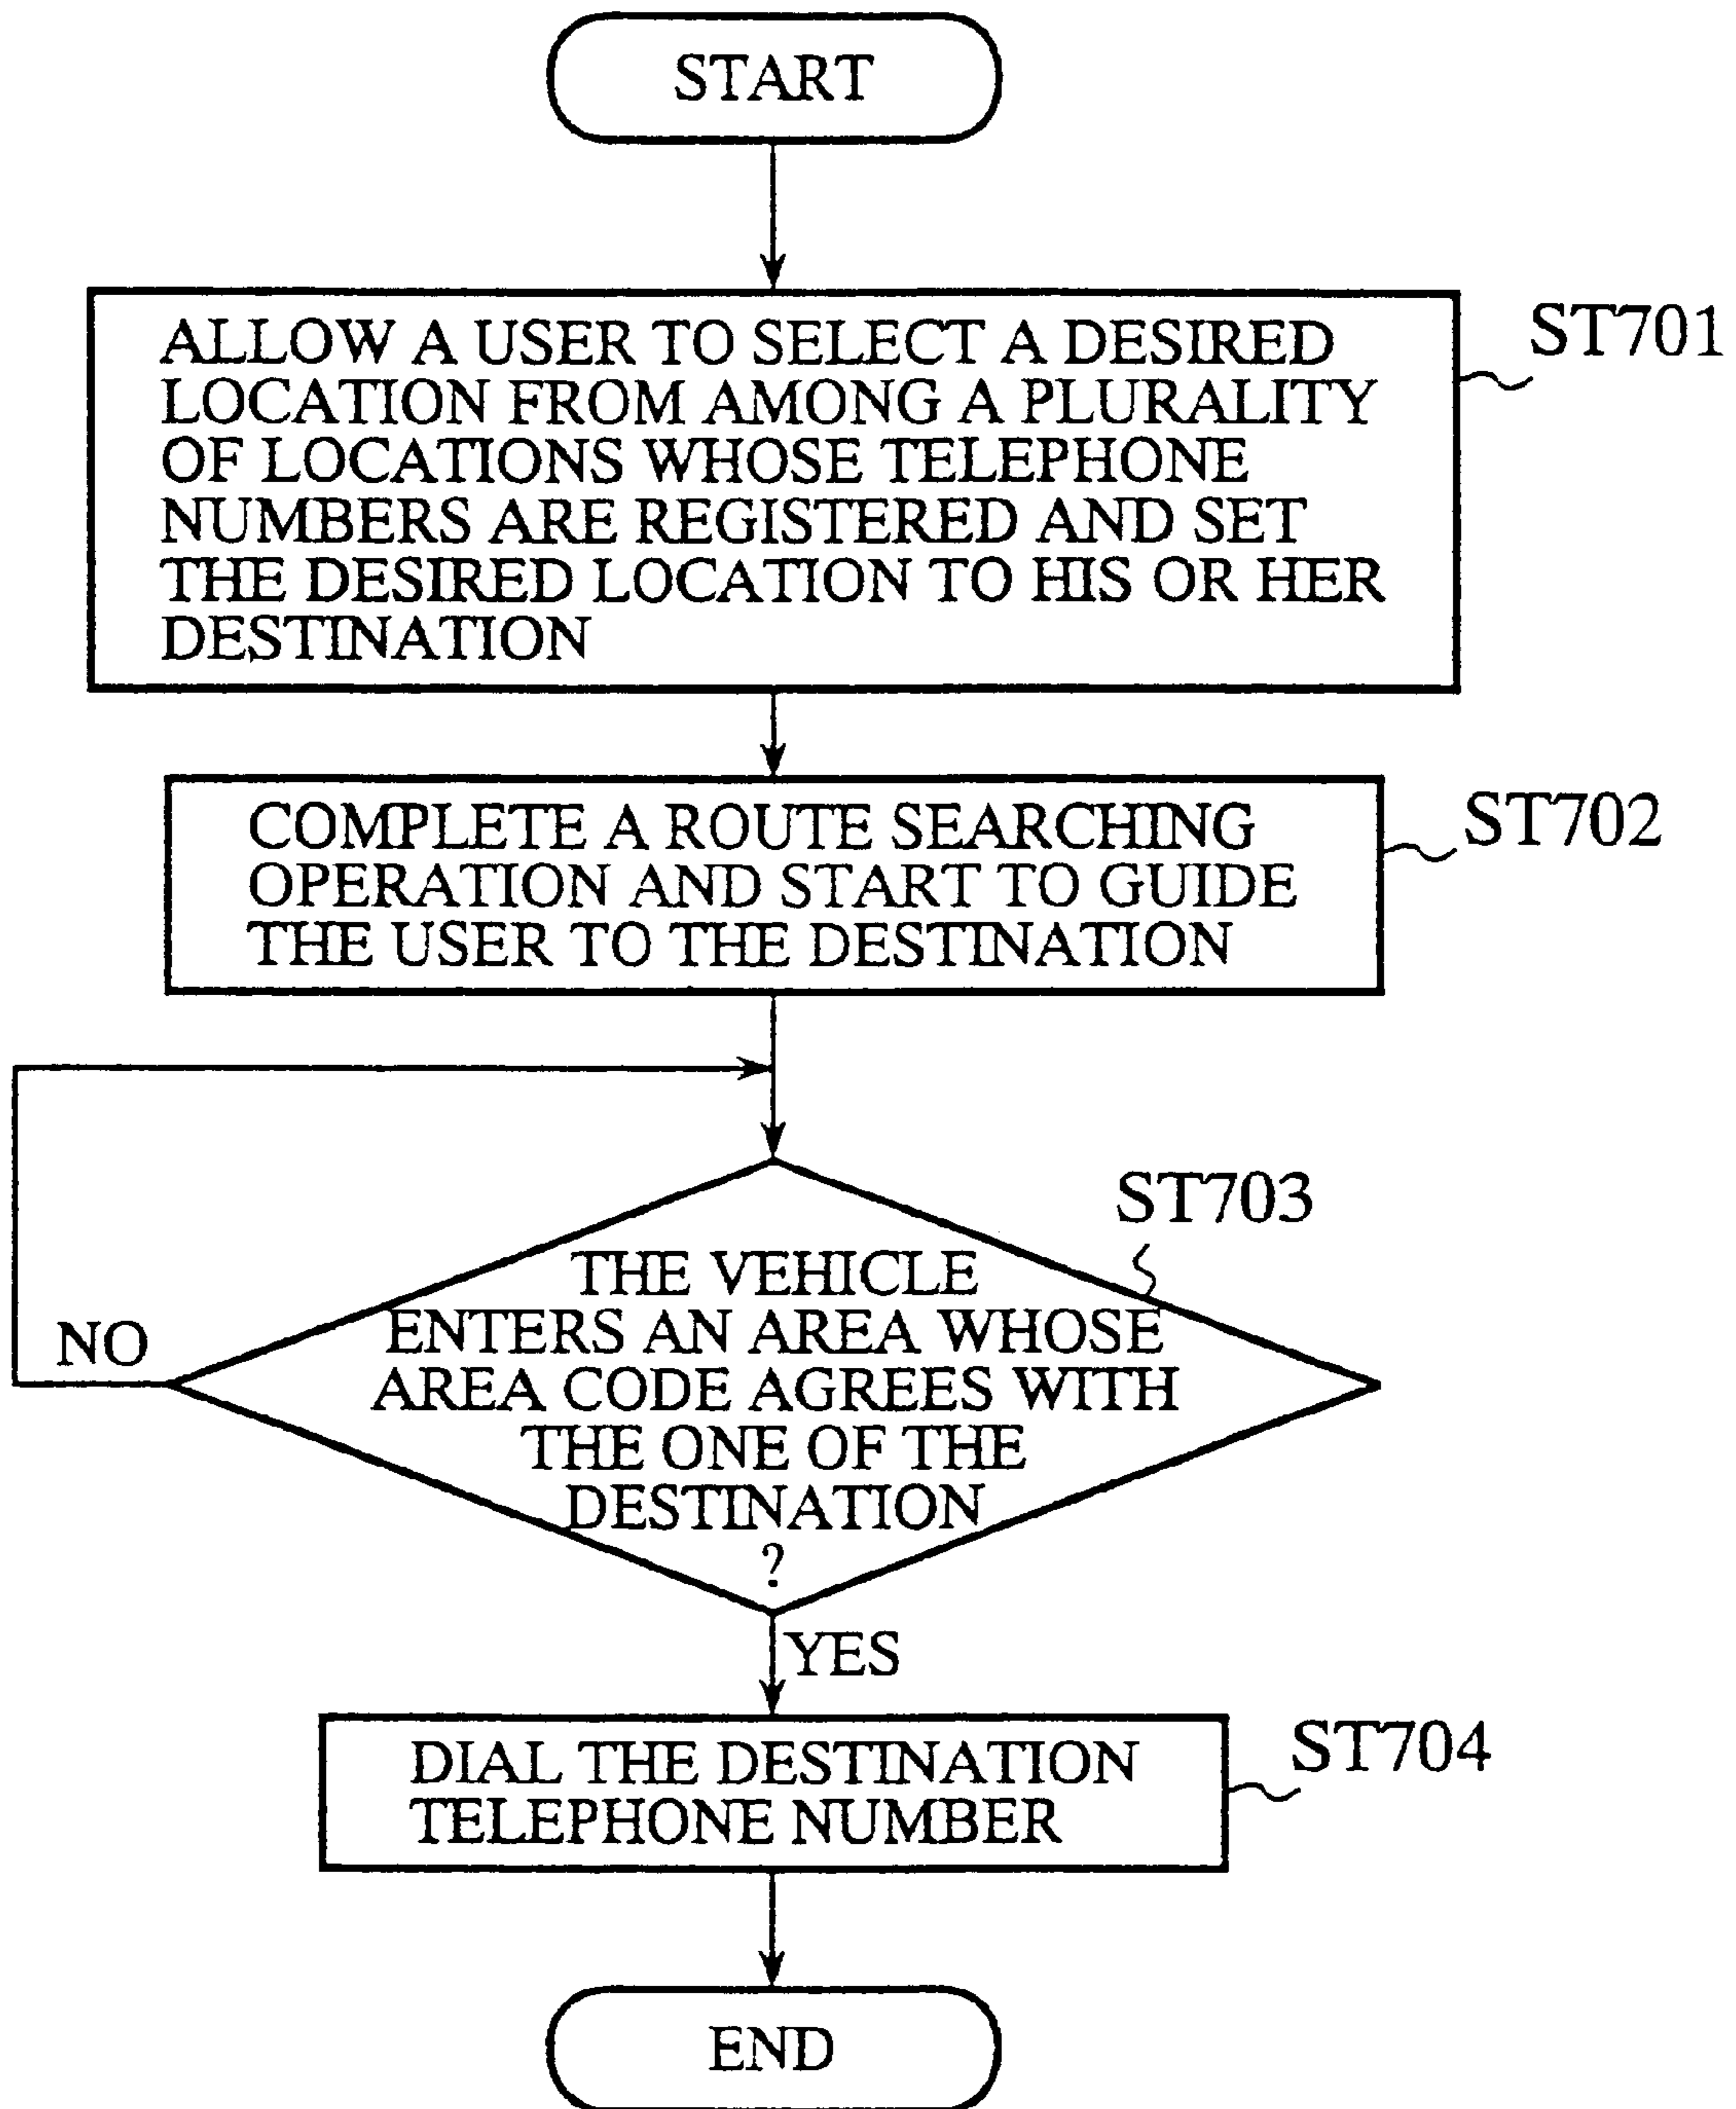 START
ALLOW A USER TO SELECT A DESIRED
LOCATION FROM AMONG A PLURALITY
OF LOCATIONS WHOSE TELEPHONE
NUMBERS ARE REGISTERED AND SET
THE DESIRED LOCATION TO HIS OR HER
DESTINATION
ST701
COMPLETE A ROUTE SEARCHING
OPERATION AND START TO GUIDE
THE USER TO THE DESTINATION
ST702
ST703
THE VEHICLE
ENTERS AN AREA WHOSE
AREA CODE AGREES WITH
THE ONE OF THE
DESTINATION
?
NO
YES
DIAL THE DESTINATION
TELEPHONE NUMBER
ST704
END